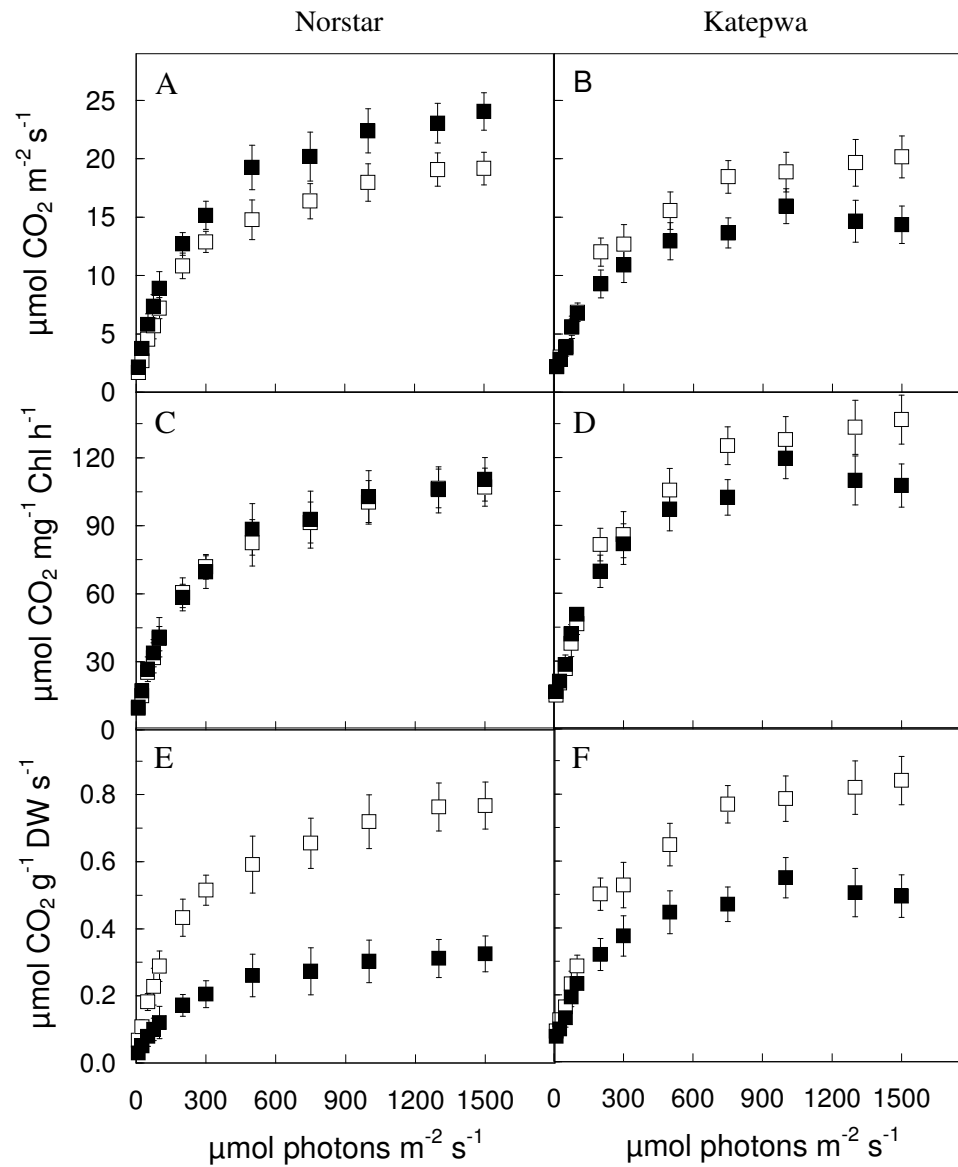 Norstar Katepwa
A B
25
20
15
10
5
0
µmol CO₂ m⁻² s⁻¹
C D
120
90
60
30
0
µmol CO₂ mg⁻¹ Chl h⁻¹
E F
0.8
0.6
0.4
0.2
0.0
µmol CO₂ g⁻¹ DW s⁻¹
0 300 600 900 1200 1500 0 300 600 900 1200 1500
µmol photons m⁻² s⁻¹ µmol photons m⁻² s⁻¹